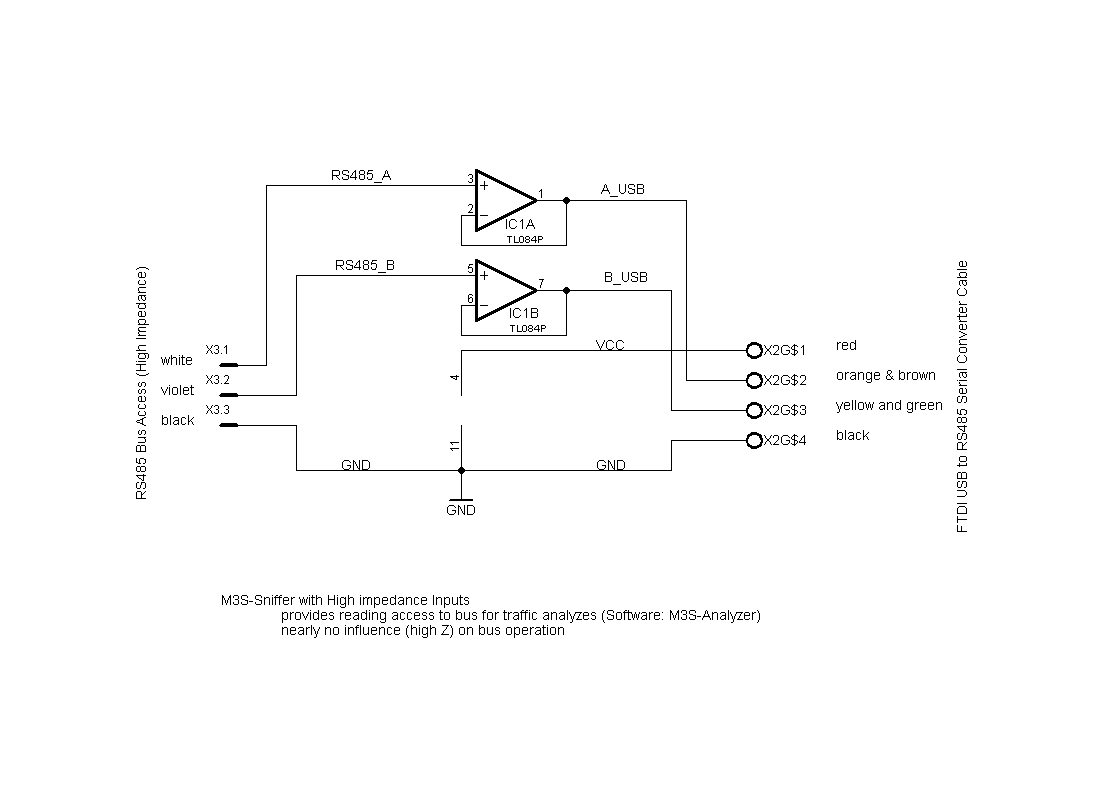 RS485_A
3
1
A_USB
2
IC1A
TL084P
RS485_B
5
7
B_USB
6
IC1B
TL084P
RS485 Bus Access (High Impedance)
white
X3.1
violet
X3.2
black
X3.3
VCC
4
11
GND
GND
GND
X2G$1
red
X2G$2
orange & brown
X2G$3
yellow and green
X2G$4
black
FTDI USB to RS485 Serial Converter Cable
M3S-Sniffer with High impedance Inputs
provides reading access to bus for traffic analyzes (Software: M3S-Analyzer)
nearly no influence (high Z) on bus operation